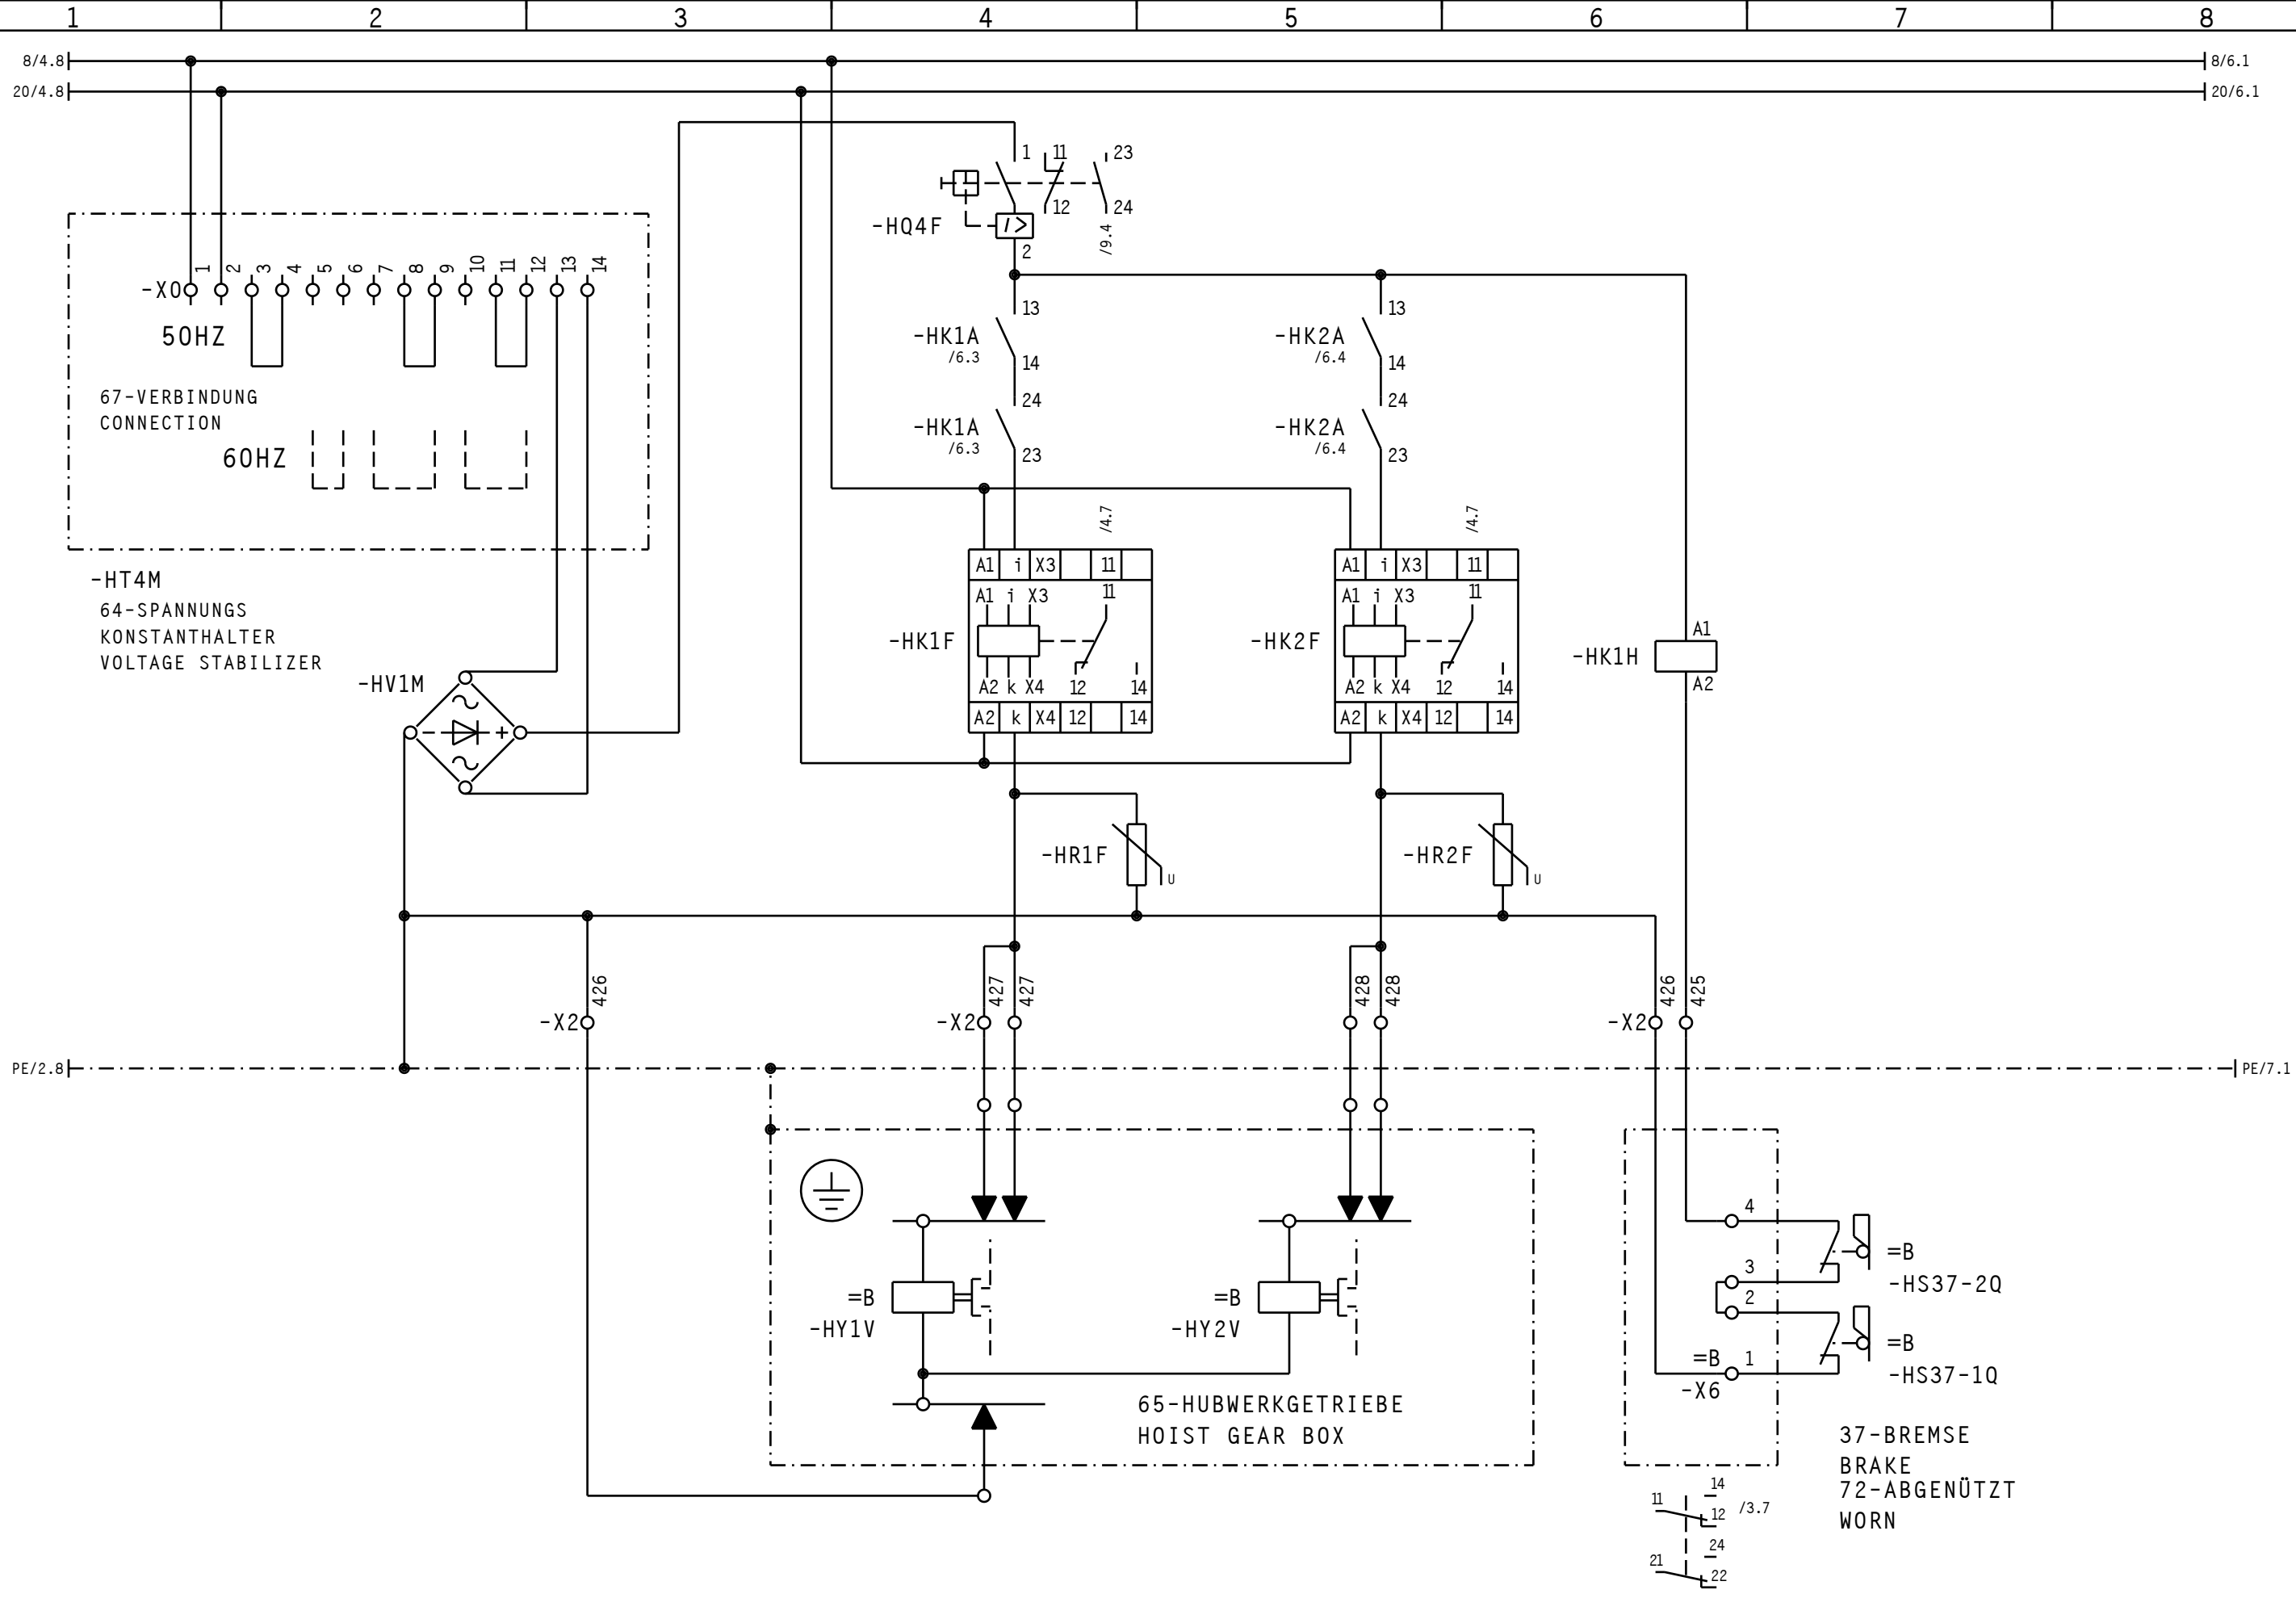 1 2 3 4 5 6 7 8
8/4.8 8/6.1
20/4.8 20/6.1
1 11 23
-HQ4F I> 12 24
2 /9.4
-X0 1 2 3 4 5 6 7 8 9 10 11 12 13 14
50HZ
67-VERBINDUNG
CONNECTION
60HZ
-HT4M
64-SPANNUNGS
KONSTANTHALTER
VOLTAGE STABILIZER
-HV1M
- +
13 13
-HK1A -HK2A
/6.3 14 /6.4 14
24 24
-HK1A -HK2A
/6.3 23 /6.4 23
/4.7 /4.7
A1 i X3 11 A1 i X3 11
A1 i X3 11 A1 i X3 11
-HK1F -HK2F
A2 k X4 12 14 A2 k X4 12 14
A2 k X4 12 14 A2 k X4 12 14
A1
-HK1H
A2
-HR1F U -HR2F U
426 427 427 428 428 426 425
-X2 -X2 -X2
PE/2.8 PE/7.1
=B
-HY1V
=B
-HY2V
65-HUBWERKGETRIEBE
HOIST GEAR BOX
4
=B
-HS37-2Q
3
2
=B
-HS37-1Q
=B 1
-X6
37-BREMSE
BRAKE
72-ABGENÜTZT
WORN
14
11 12 /3.7
24
21 22